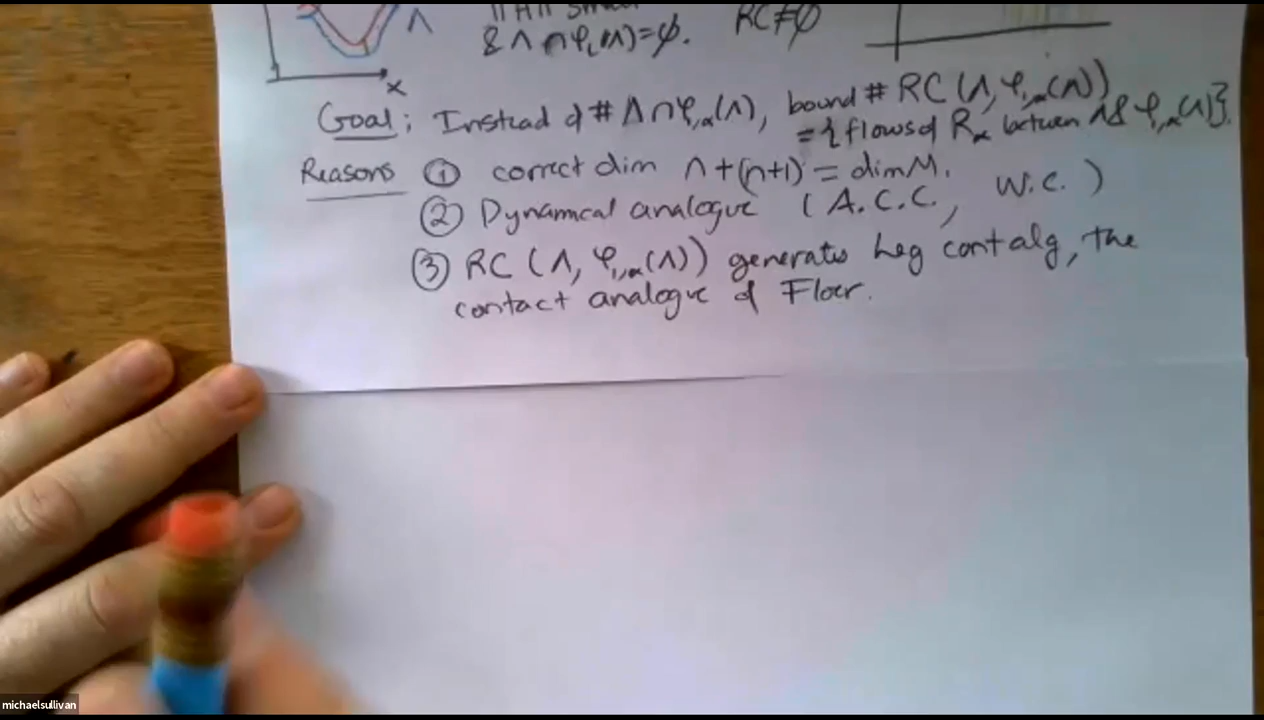 Λ
& Λ ∩ φ₁(Λ) = ∅. RC ≠ ∅
x
Goal: Instead of # Λ∩φ₁,α(Λ), bound # RC(Λ, φ₁,α(Λ))
= { flows of Rα between Λ & φ₁,α(Λ)}.
Reasons ① correct dim n+(n+1) = dim M.
② Dynamical analogue (A.C.C., W.C.)
③ RC (Λ, φ₁,α(Λ)) generates Leg cont alg, the
contact analogue of Floer.
michaelsullivan